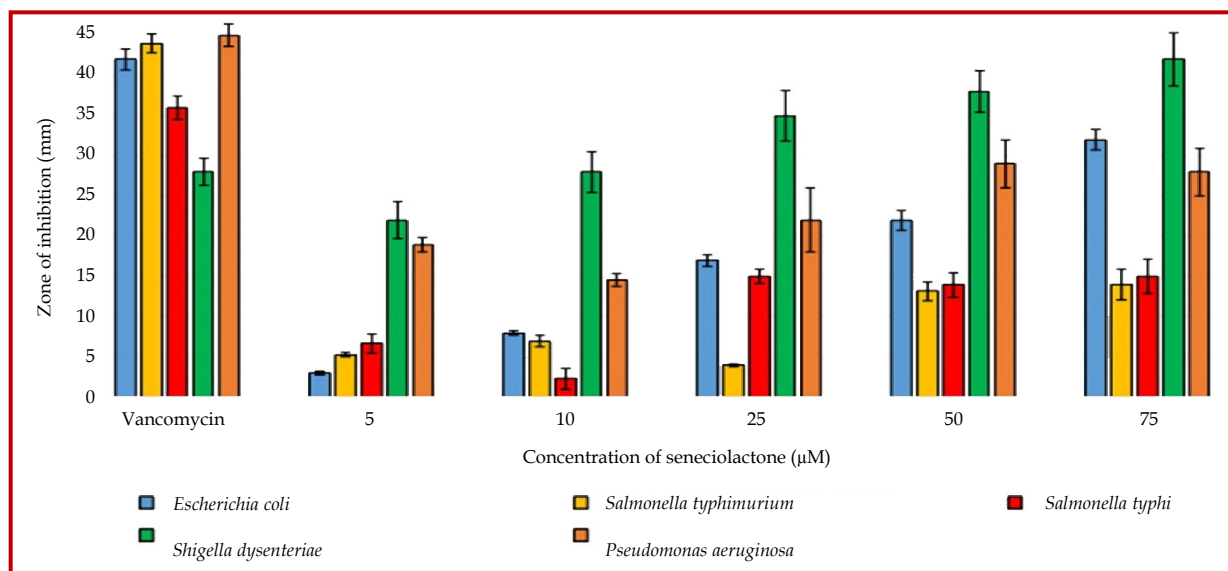 45
40
35
30
25
20
15
10
5
0
Zone of inhibition (mm)
Vancomycin 5 10 25 50 75
Concentration of seneciolactone (µM)
Escherichia coli Salmonella typhimurium Salmonella typhi
Shigella dysenteriae Pseudomonas aeruginosa